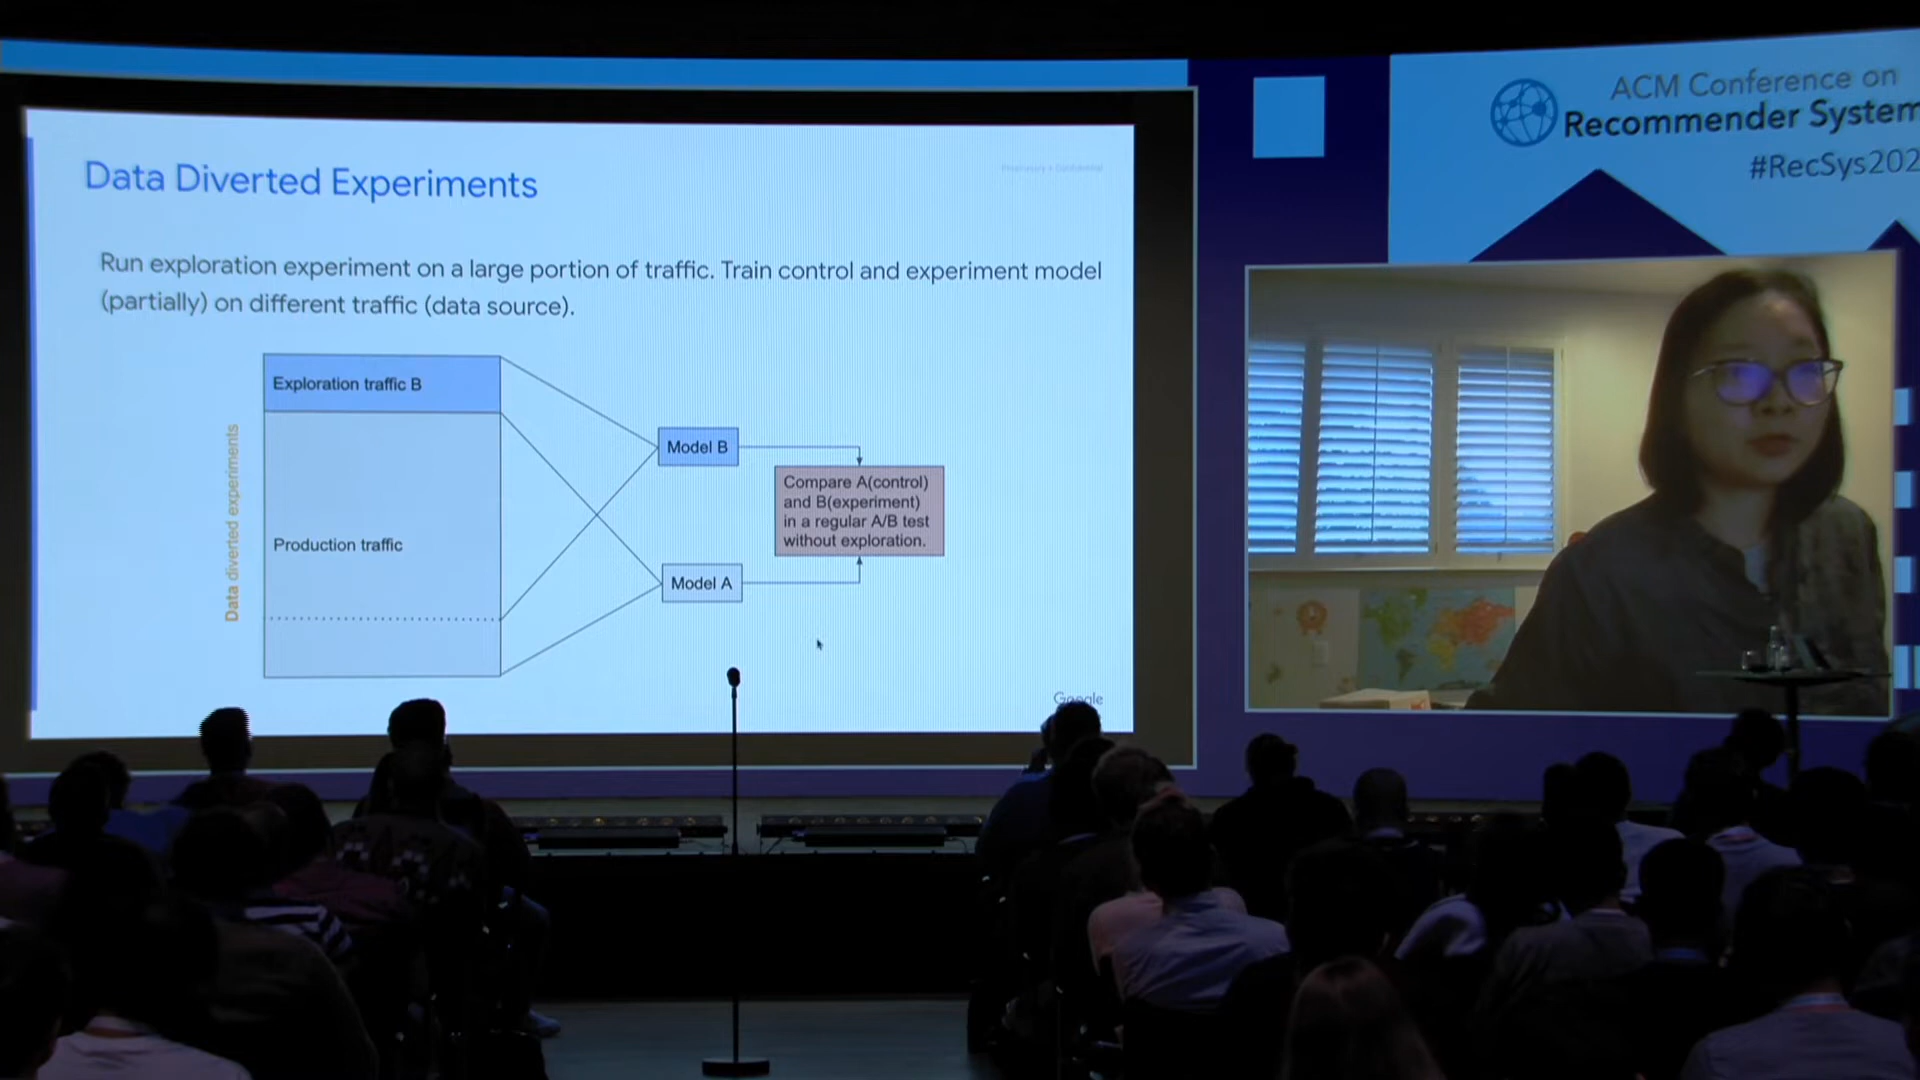 Data Diverted Experiments
Run exploration experiment on a large portion of traffic. Train control and experiment model
(partially) on different traffic (data source).
Data diverted experiments
Exploration traffic B
Production traffic
Model B
Model A
Compare A(control)
and B(experiment)
in a regular A/B test
without exploration.
Google
ACM Conference on
Recommender System
#RecSys202